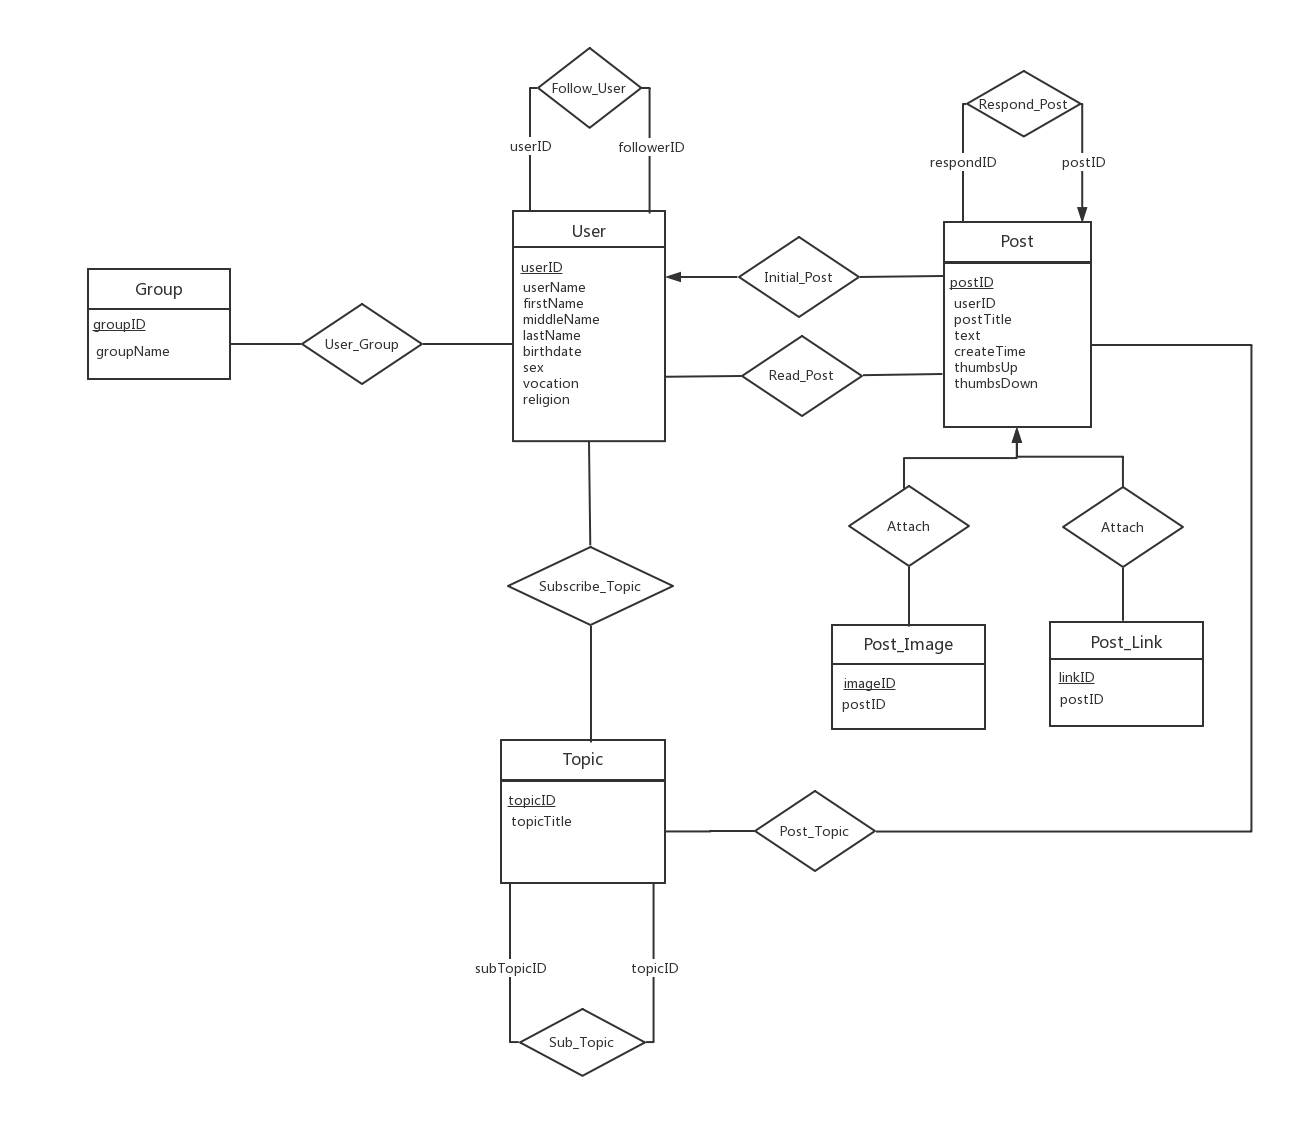 Follow_User
userID
followerID
Respond_Post
respondID
postID
Group
groupID
groupName
User_Group
User
userID
userName
firstName
middleName
lastName
birthdate
sex
vocation
religion
Initial_Post
Read_Post
Post
postID
userID
postTitle
text
createTime
thumbsUp
thumbsDown
Attach
Attach
Subscribe_Topic
Post_Image
imageID
postID
Post_Link
linkID
postID
Topic
topicID
topicTitle
Post_Topic
subTopicID
topicID
Sub_Topic